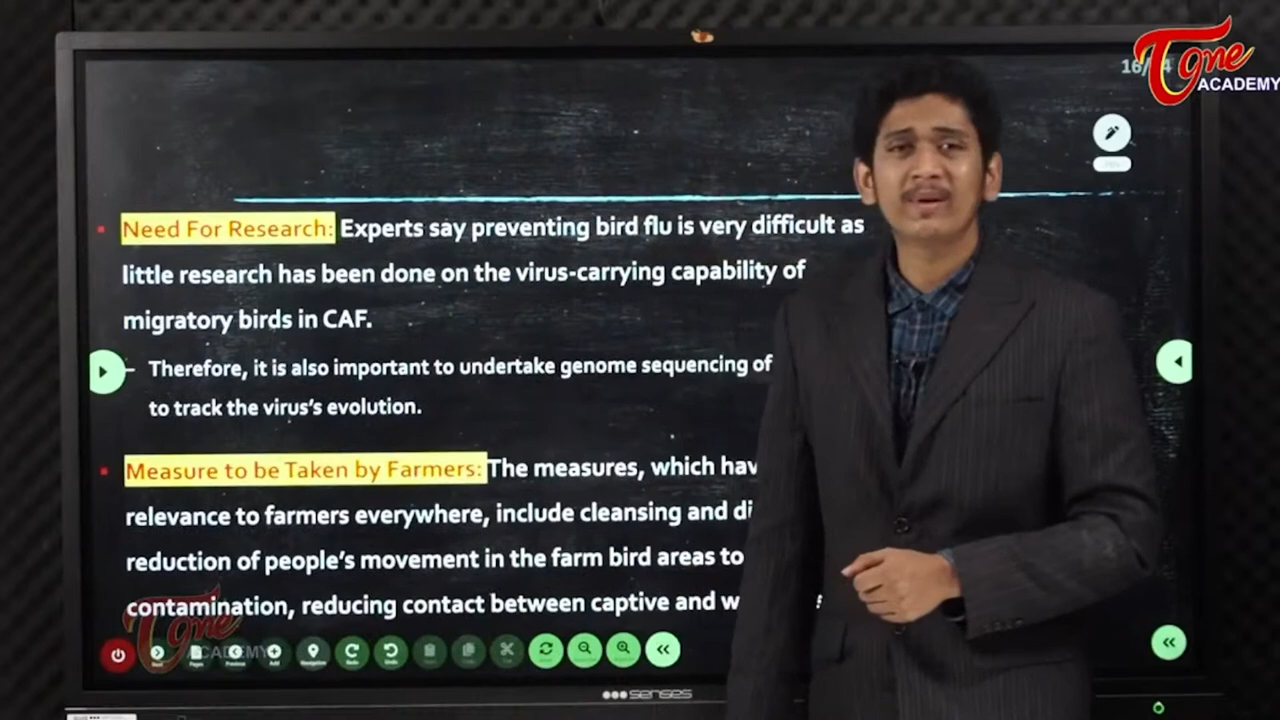 Tone
ACADEMY
Need For Research: Experts say preventing bird flu is very difficult as
little research has been done on the virus-carrying capability of
migratory birds in CAF.
Therefore, it is also important to undertake genome sequencing of
to track the virus's evolution.
Measure to be Taken by Farmers: The measures, which hav
relevance to farmers everywhere, include cleansing and di
reduction of people's movement in the farm bird areas to
contamination, reducing contact between captive and w
Tone
ACADEMY
senses